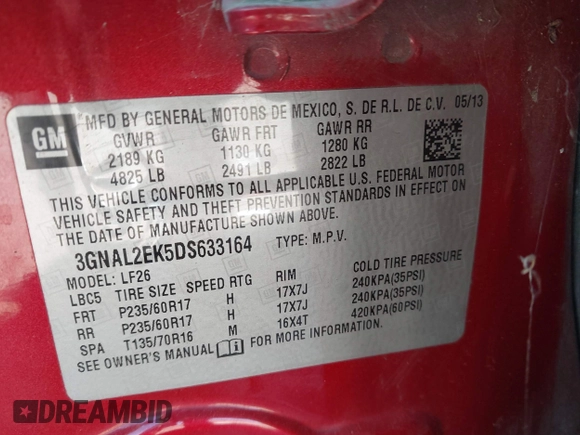 GM
MFD BY GENERAL MOTORS DE MEXICO, S. DE R.L. DE C.V. 05/13
GVWR GAWR FRT GAWR RR
2189 KG 1130 KG 1280 KG
4825 LB 2491 LB 2822 LB
THIS VEHICLE CONFORMS TO ALL APPLICABLE U.S. FEDERAL MOTOR
VEHICLE SAFETY AND THEFT PREVENTION STANDARDS IN EFFECT ON
THE DATE OF MANUFACTURE SHOWN ABOVE.
3GNAL2EK5DS633164 TYPE: M.P.V.
MODEL: LF26
LBC5 TIRE SIZE SPEED RTG RIM COLD TIRE PRESSURE
FRT P235/60R17 H 17X7J 240KPA(35PSI)
RR P235/60R17 H 17X7J 240KPA(35PSI)
SPA T135/70R16 M 16X4T 420KPA(60PSI)
SEE OWNER'S MANUAL FOR MORE INFORMATION.
DREAMBID